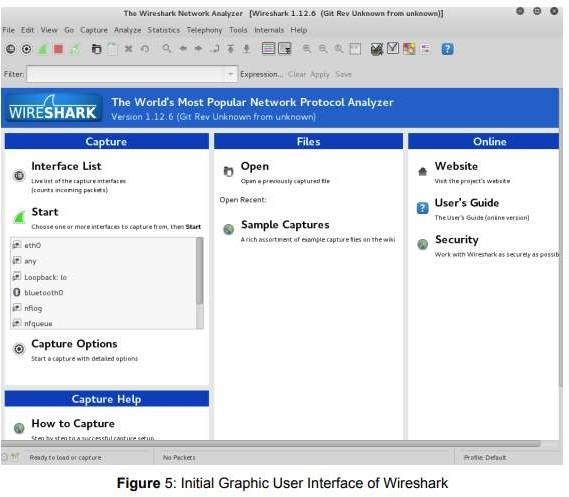 The Wireshark Network Analyzer [Wireshark 1.12.6 (Git Rev Unknown from unknown)]
File Edit View Go Capture Analyze Statistics Telephony Tools Internals Help
Filter: Expression... Clear Apply Save
WIRESHARK
The World's Most Popular Network Protocol Analyzer
Version 1.12.6 (Git Rev Unknown from unknown)
Capture
Interface List
Live list of the capture interfaces
(counts incoming packets)
Start
Choose one or more interfaces to capture from, then Start
eth0
any
Loopback: lo
bluetooth0
nflog
nfqueue
Capture Options
Start a capture with detailed options
Capture Help
How to Capture
Step by step to a successful capture setup
Files
Open
Open a previously captured file
Open Recent:
Sample Captures
A rich assortment of example capture files on the wiki
Online
Website
Visit the project's website
User's Guide
The User's Guide (online version)
Security
Work with Wireshark as securely as possib
Ready to load or capture
No Packets
Profile: Default
Figure 5: Initial Graphic User Interface of Wireshark